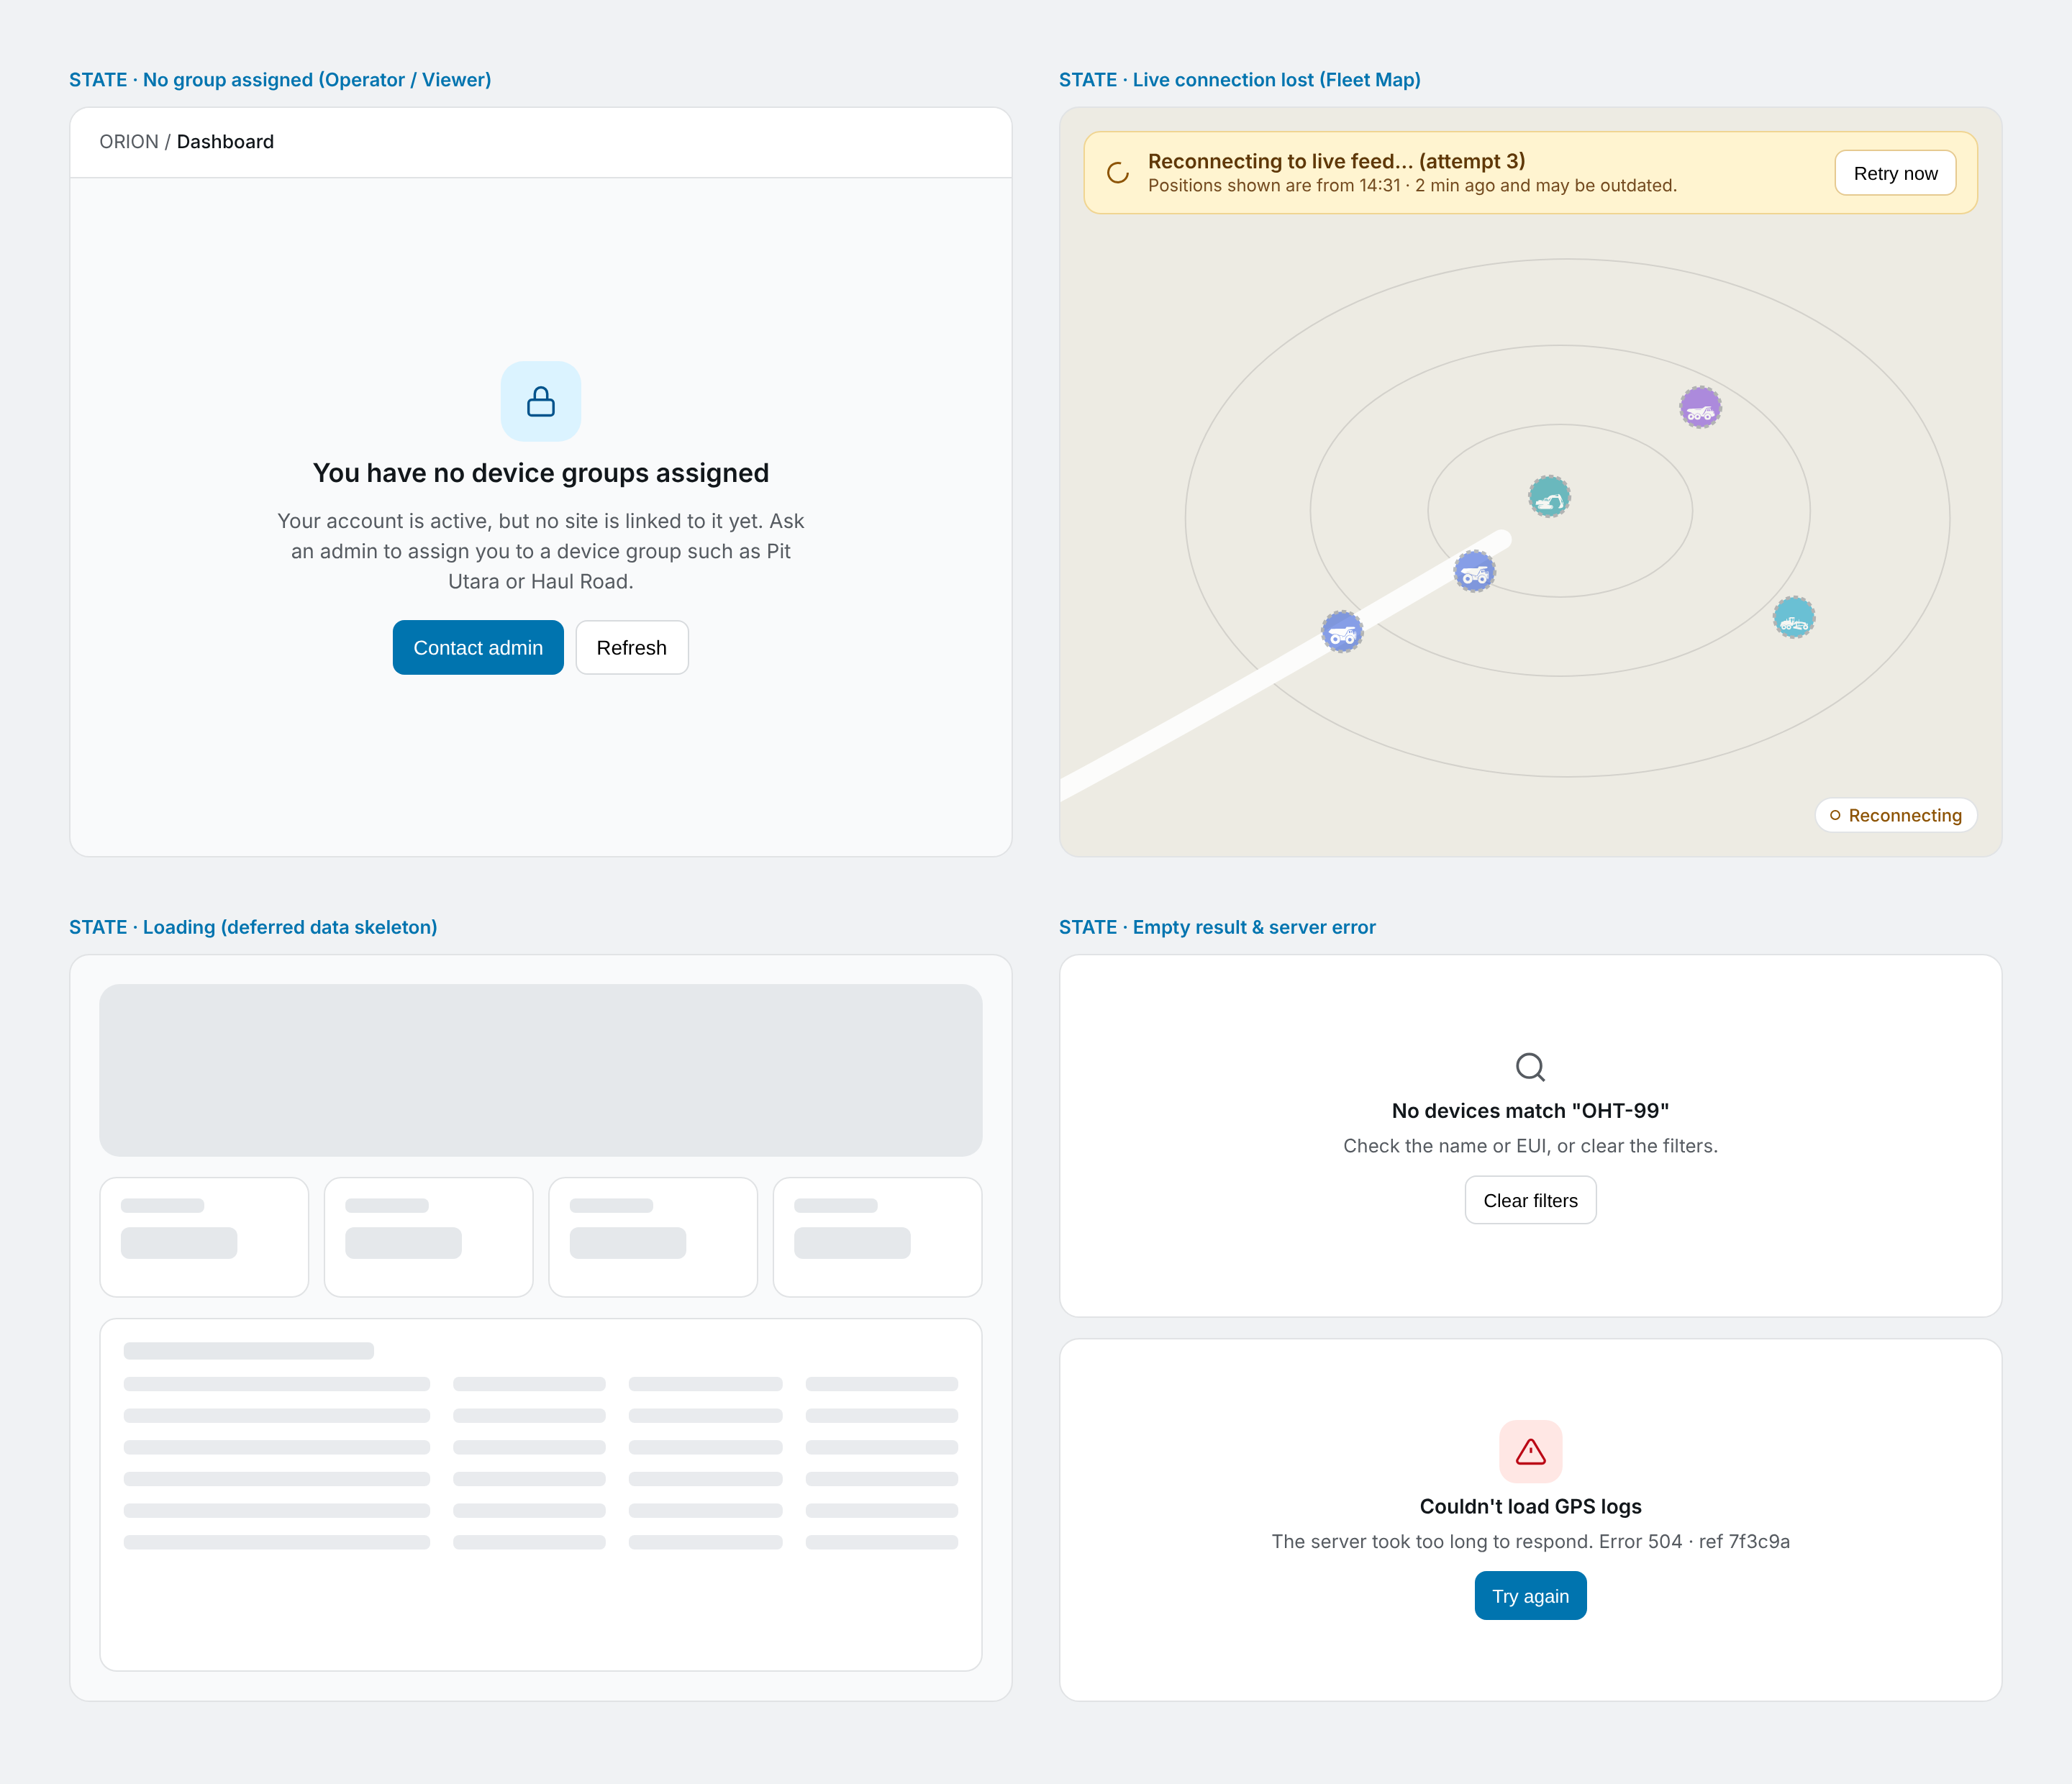 STATE · No group assigned (Operator / Viewer)
ORION / Dashboard
You have no device groups assigned
Your account is active, but no site is linked to it yet. Ask
an admin to assign you to a device group such as Pit
Utara or Haul Road.
Contact admin
Refresh
STATE · Live connection lost (Fleet Map)
Reconnecting to live feed… (attempt 3)
Positions shown are from 14:31 · 2 min ago and may be outdated.
Retry now
Reconnecting
STATE · Loading (deferred data skeleton)
STATE · Empty result & server error
No devices match "OHT-99"
Check the name or EUI, or clear the filters.
Clear filters
Couldn't load GPS logs
The server took too long to respond. Error 504 · ref 7f3c9a
Try again